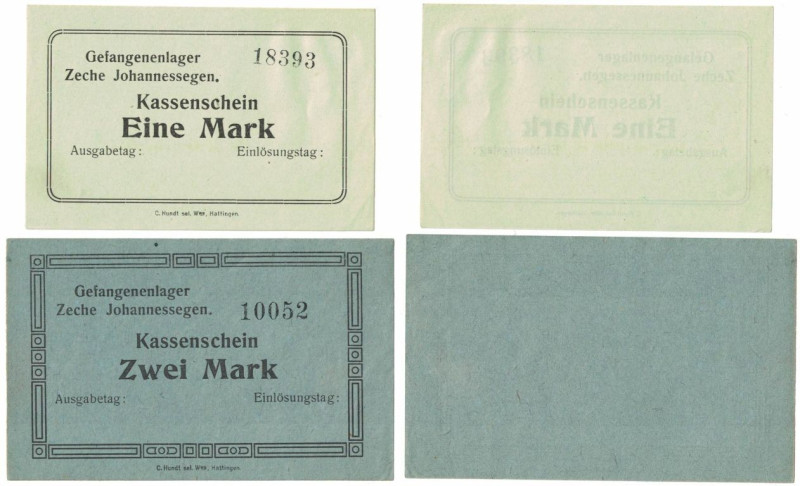 Gefangenenlager 18393
Zeche Johannessegen.
Kassenschein
Eine Mark
Ausgabetag: Einlösungstag:
C. Hundt sel. Wwe, Hattingen.
Gefangenenlager
Zeche Johannessegen. 10052
Kassenschein
Zwei Mark
Ausgabetag: Einlösungstag:
C. Hundt sel. Wwe, Hattingen.